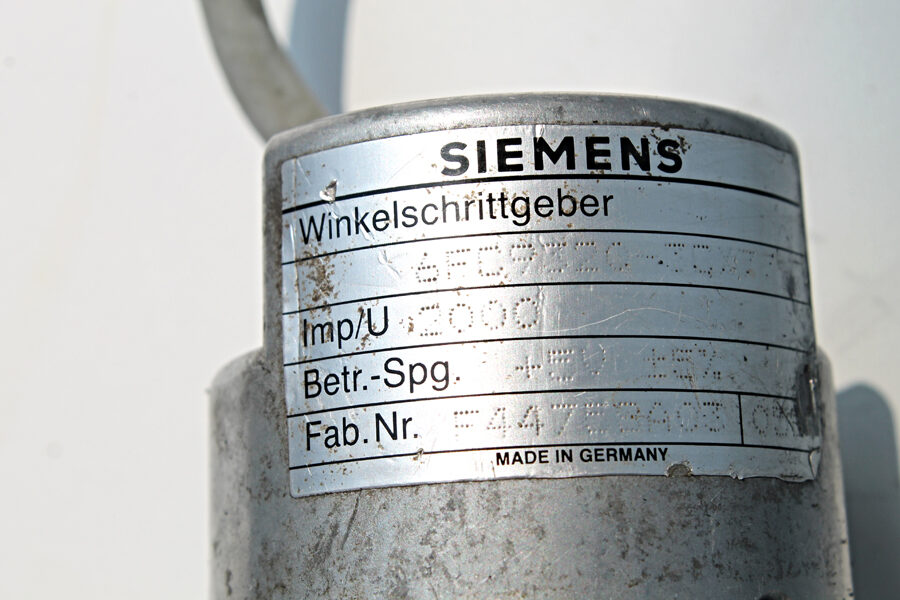 SIEMENS
Winkelschrittgeber
Imp/U 2000
Betr.-Spg. +5V ±5%
Fab.Nr.
MADE IN GERMANY